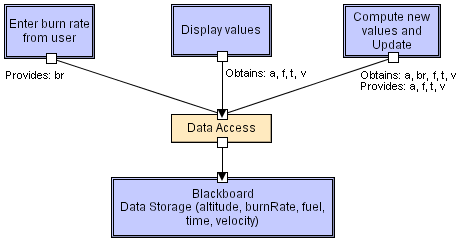 Enter burn rate
from user
Display values
Compute new
values and
Update
Provides: br
Obtains: a, f, t, v
Obtains: a, br, f, t, v
Provides: a, f, t, v
Data Access
Blackboard
Data Storage (altitude, burnRate, fuel,
time, velocity)